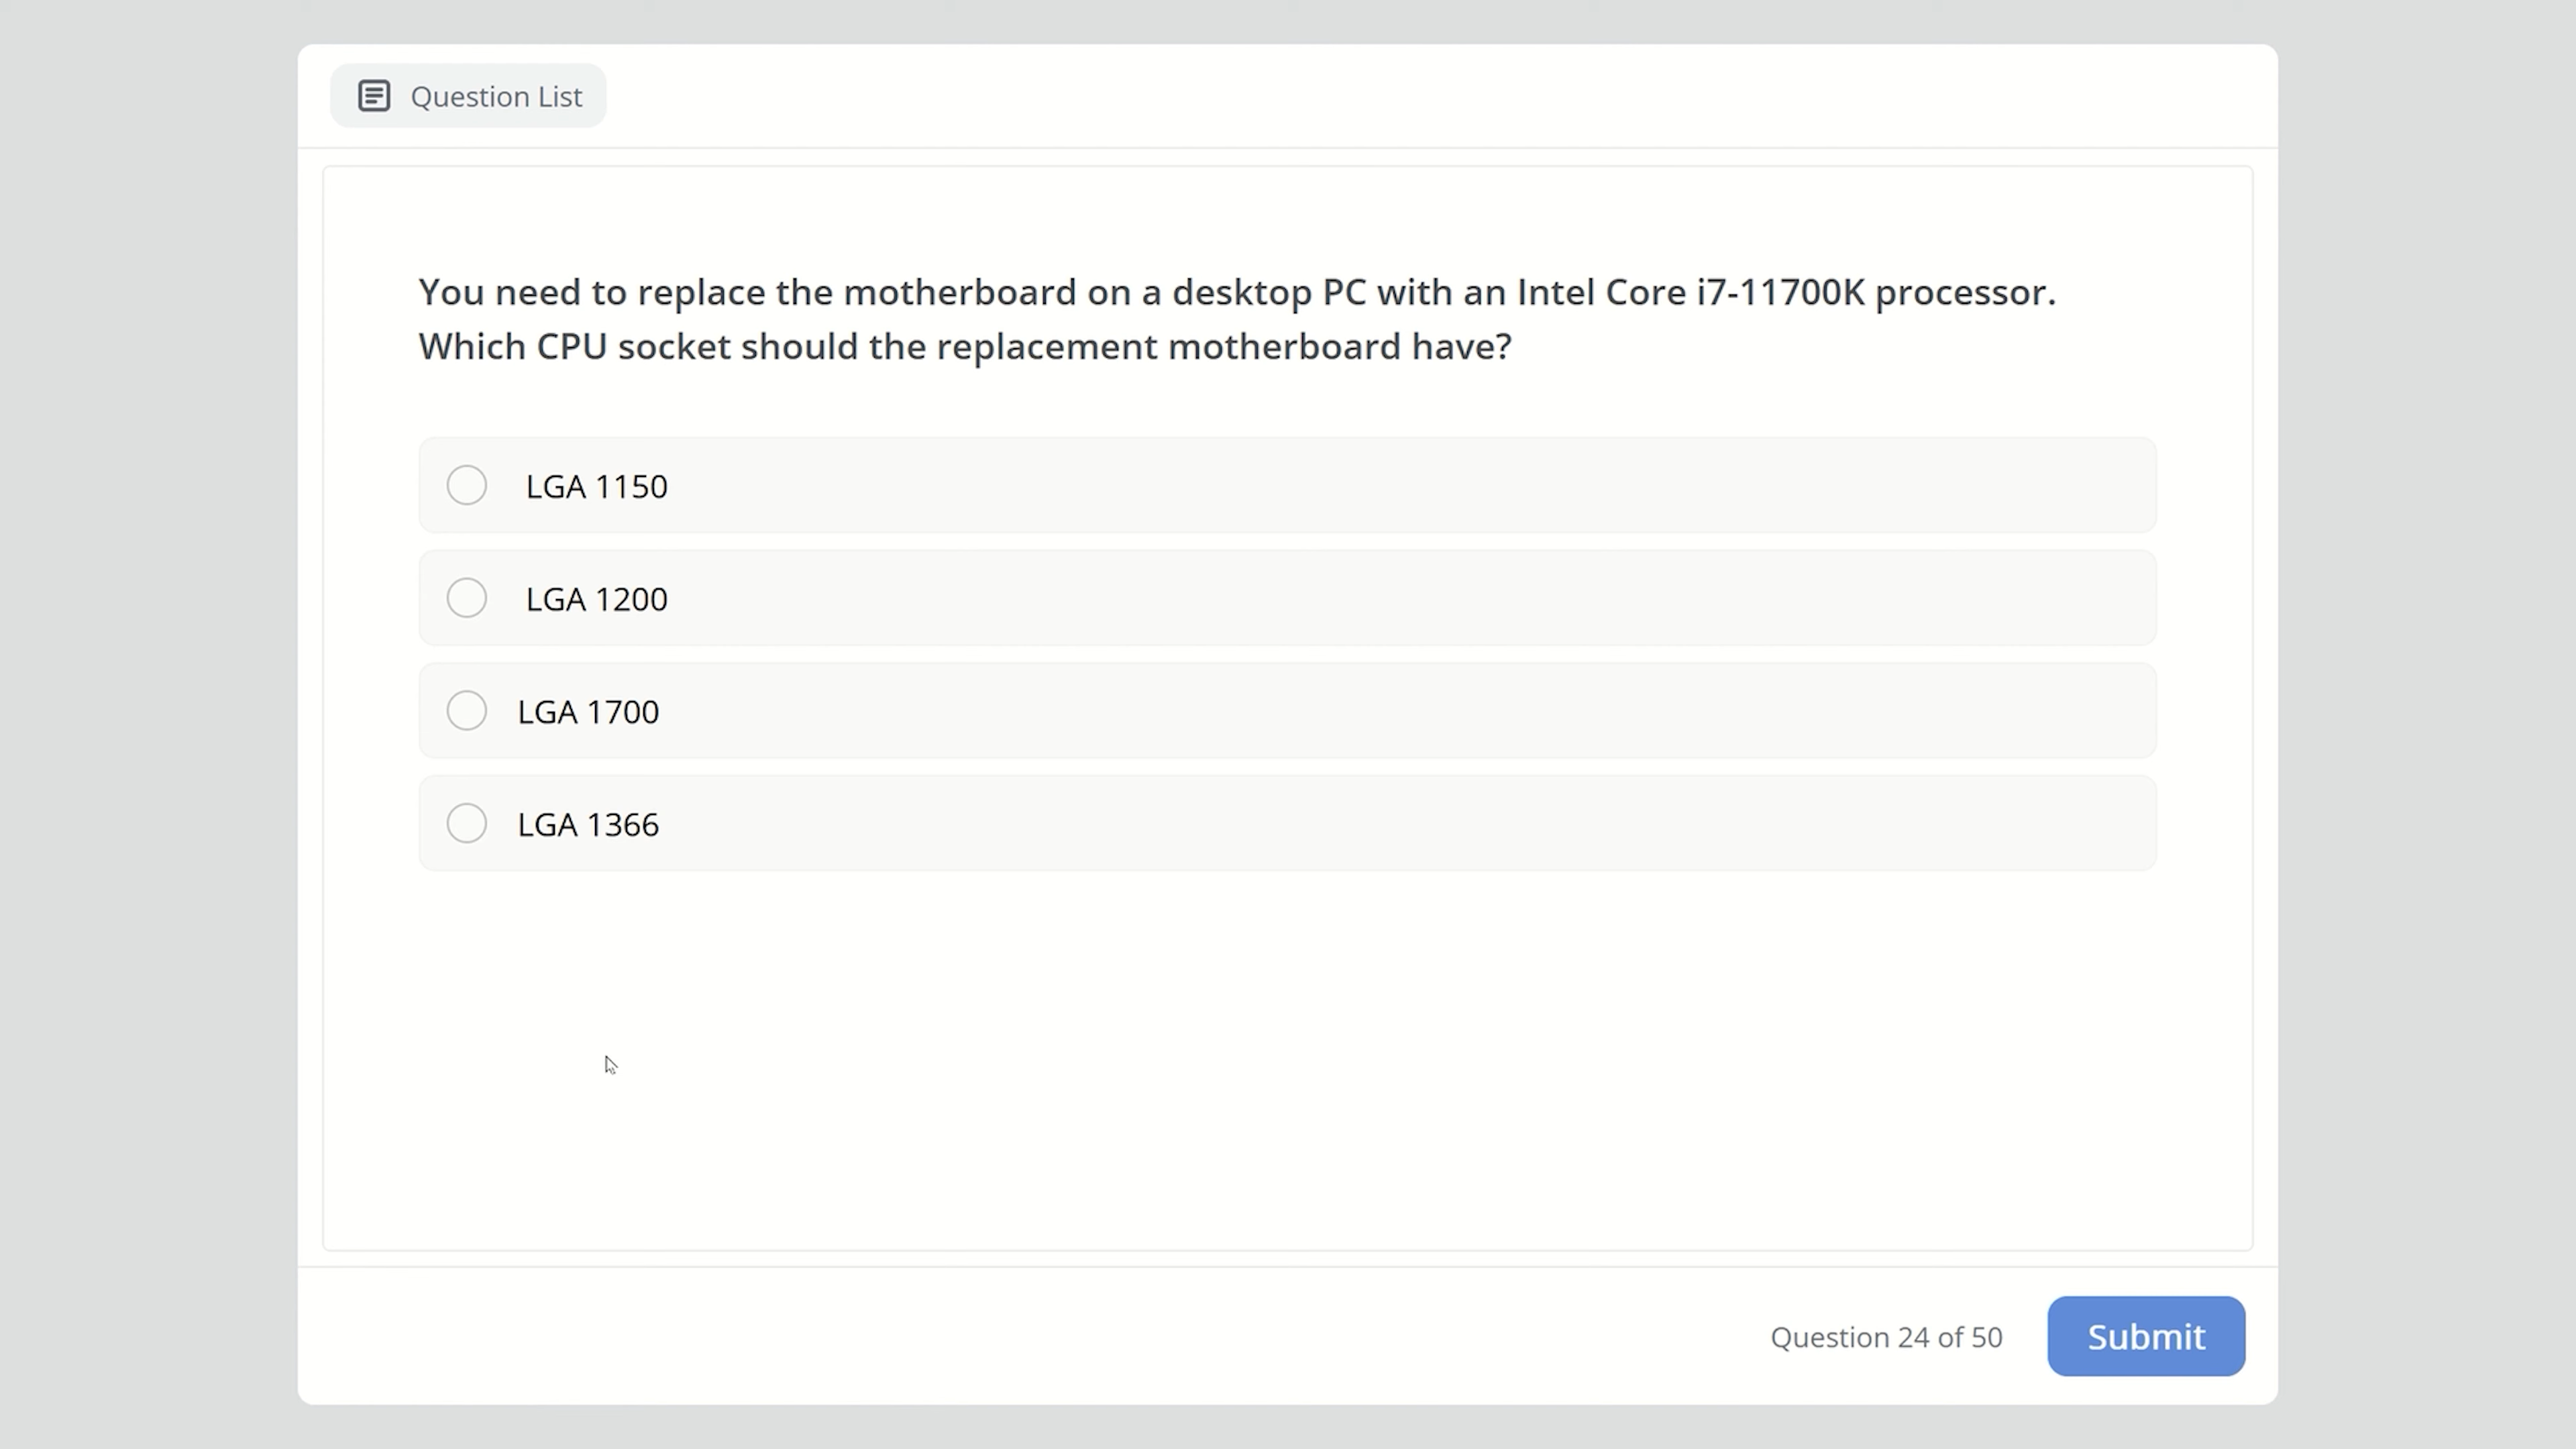 Question List
You need to replace the motherboard on a desktop PC with an Intel Core i7-11700K processor.
Which CPU socket should the replacement motherboard have?
LGA 1150
LGA 1200
LGA 1700
LGA 1366
Question 24 of 50
Submit